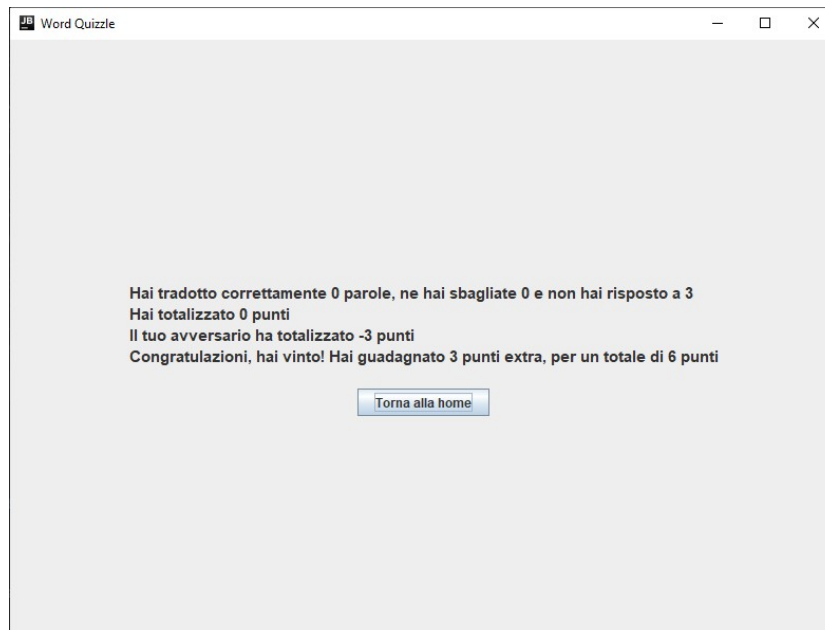 JB
Word Quizzle
Hai tradotto correttamente 0 parole, ne hai sbagliate 0 e non hai risposto a 3
Hai totalizzato 0 punti
Il tuo avversario ha totalizzato -3 punti
Congratulazioni, hai vinto! Hai guadagnato 3 punti extra, per un totale di 6 punti
Torna alla home